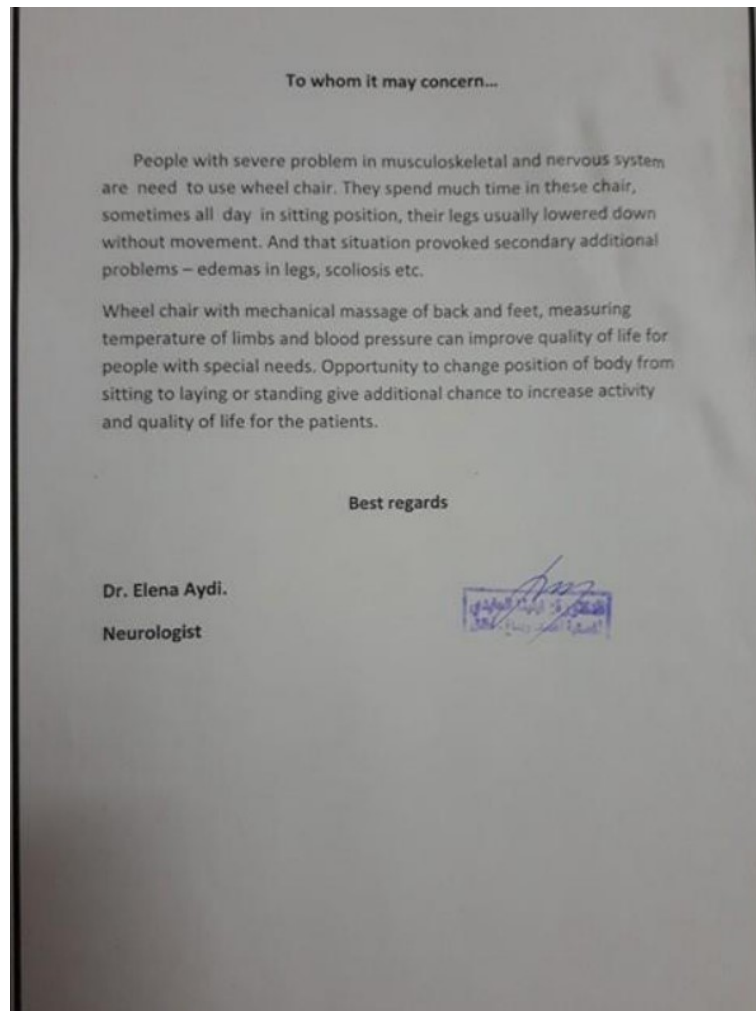 To whom it may concern...
People with severe problem in musculoskeletal and nervous system
are need to use wheel chair. They spend much time in these chair,
sometimes all day in sitting position, their legs usually lowered down
without movement. And that situation provoked secondary additional
problems – edemas in legs, scoliosis etc.
Wheel chair with mechanical massage of back and feet, measuring
temperature of limbs and blood pressure can improve quality of life for
people with special needs. Opportunity to change position of body from
sitting to laying or standing give additional chance to increase activity
and quality of life for the patients.
Best regards
Dr. Elena Aydi.
Neurologist